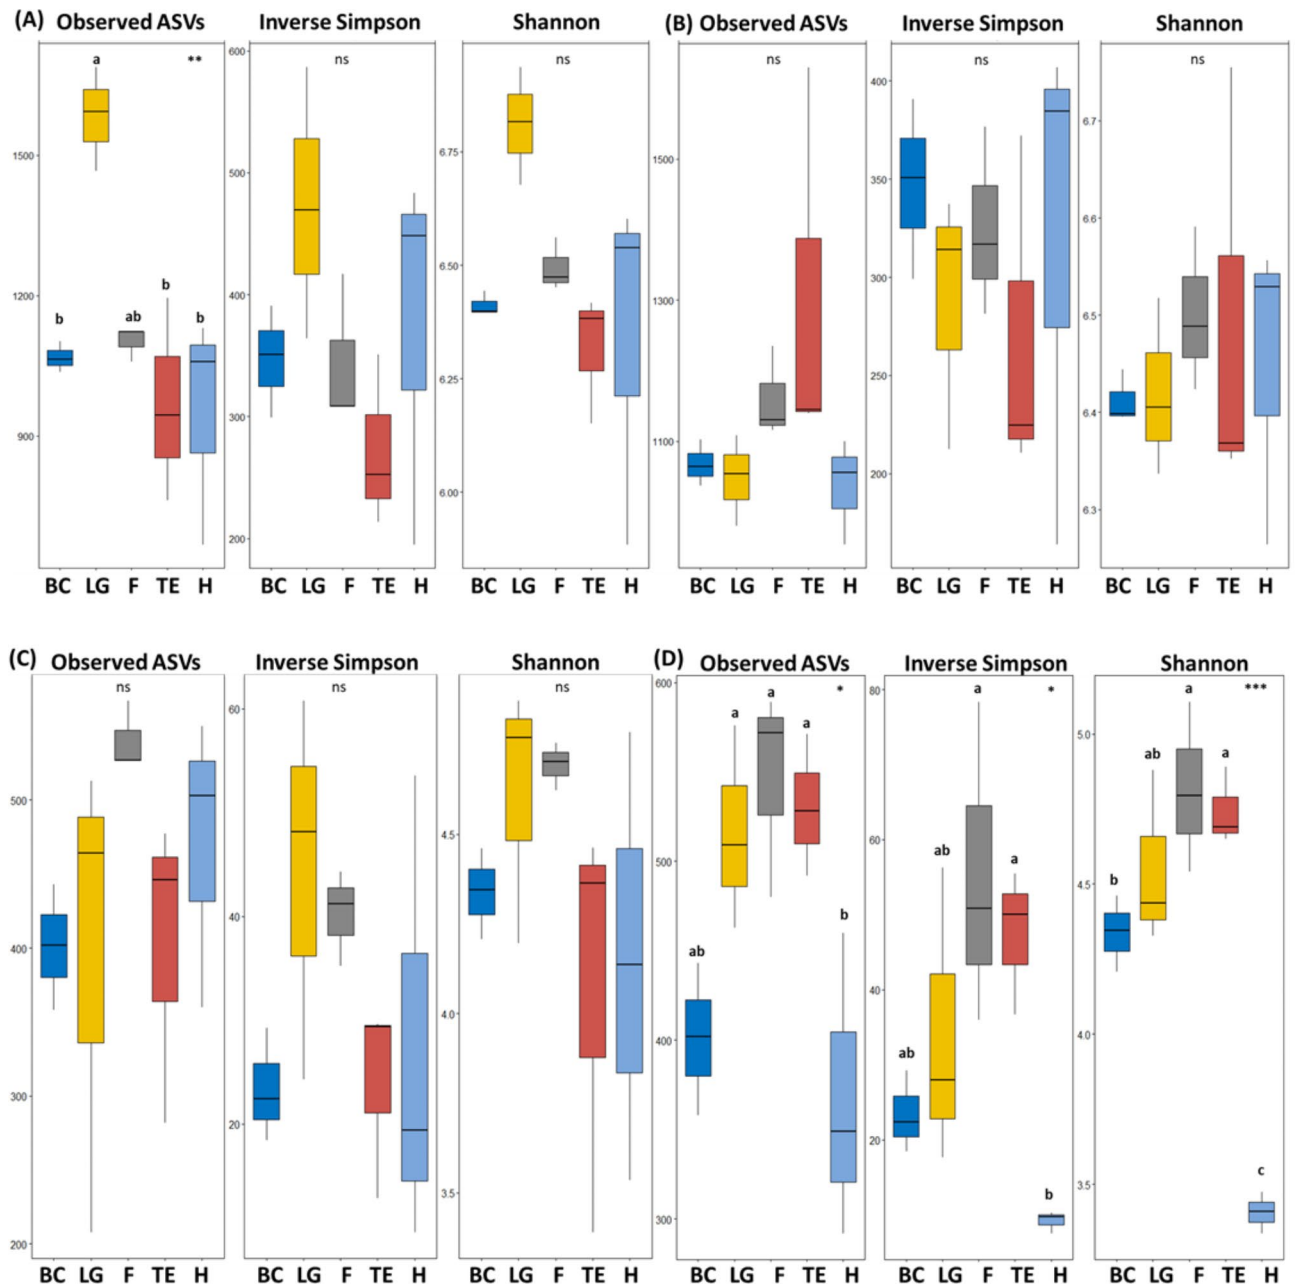 (A) Observed ASVs Inverse Simpson Shannon (B) Observed ASVs Inverse Simpson Shannon
a ** ns ns ns ns ns
1500 1200 900
b ab b b
600 500 400 300 200
6.75 6.50 6.25 6.00
1500 1300 1100
400 350 300 250 200
6.7 6.6 6.5 6.4 6.3
BC LG F TE H BC LG F TE H BC LG F TE H BC LG F TE H BC LG F TE H BC LG F TE H
(C) Observed ASVs Inverse Simpson Shannon (D) Observed ASVs Inverse Simpson Shannon
ns ns ns
500 400 300 200
60 40 20
4.5 4.0 3.5
600 500 400 300
ab a a a b *
80 60 40 20
ab ab a a b *
5.0 4.5 4.0 3.5
b ab a a c ***
BC LG F TE H BC LG F TE H BC LG F TE H BC LG F TE H BC LG F TE H BC LG F TE H